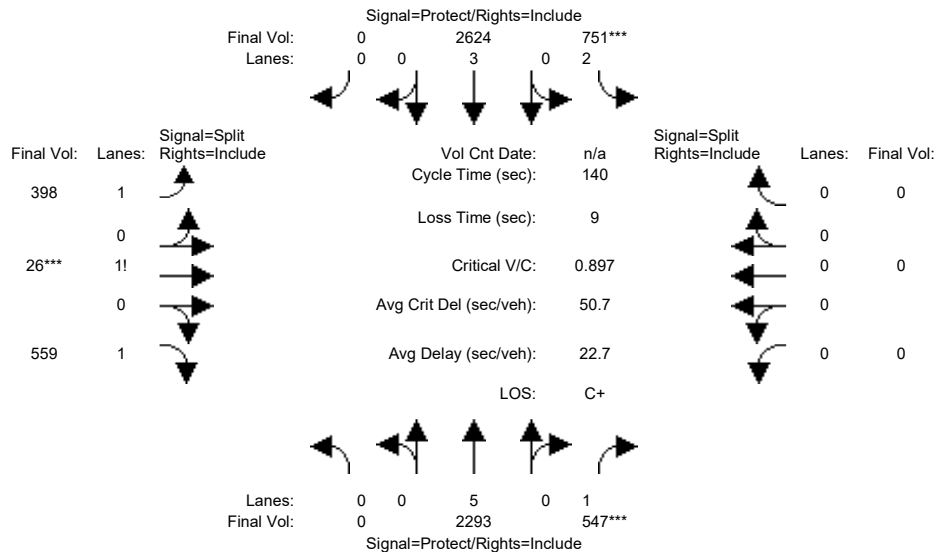 Signal=Protect/Rights=Include
Final Vol: 0 2624 751***
Lanes: 0 0 3 0 2
Signal=Split Signal=Split
Final Vol: Lanes: Rights=Include Vol Cnt Date: n/a Rights=Include Lanes: Final Vol:
Cycle Time (sec): 140
398 1 0 0
Loss Time (sec): 9
0 0
26*** 1! Critical V/C: 0.897 0 0
0 Avg Crit Del (sec/veh): 50.7 0
559 1 Avg Delay (sec/veh): 22.7 0 0
LOS: C+
Lanes: 0 0 5 0 1
Final Vol: 0 2293 547***
Signal=Protect/Rights=Include